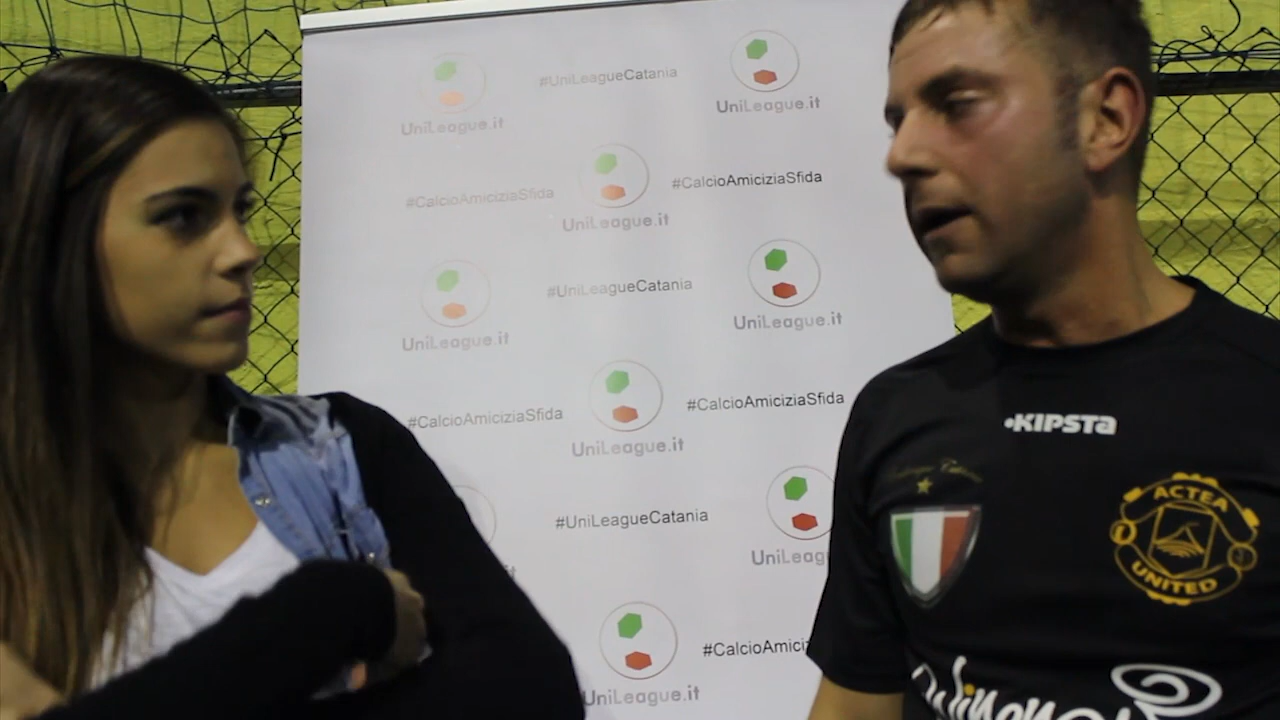 #UniLeagueCatania
UniLeague.it
UniLeague.it
#CalcioAmiciziaSfida
#CalcioAmiciziaSfida
UniLeague.it
#UniLeagueCatania
UniLeague.it
UniLeague.it
#CalcioAmiciziaSfida
#CalcioAmiciziaSfida
UniLeague.it
#UniLeagueCatania
UniLeag
#CalcioAmicizi
UniLeague.it
KIPSTA
ACTEA
UNITED